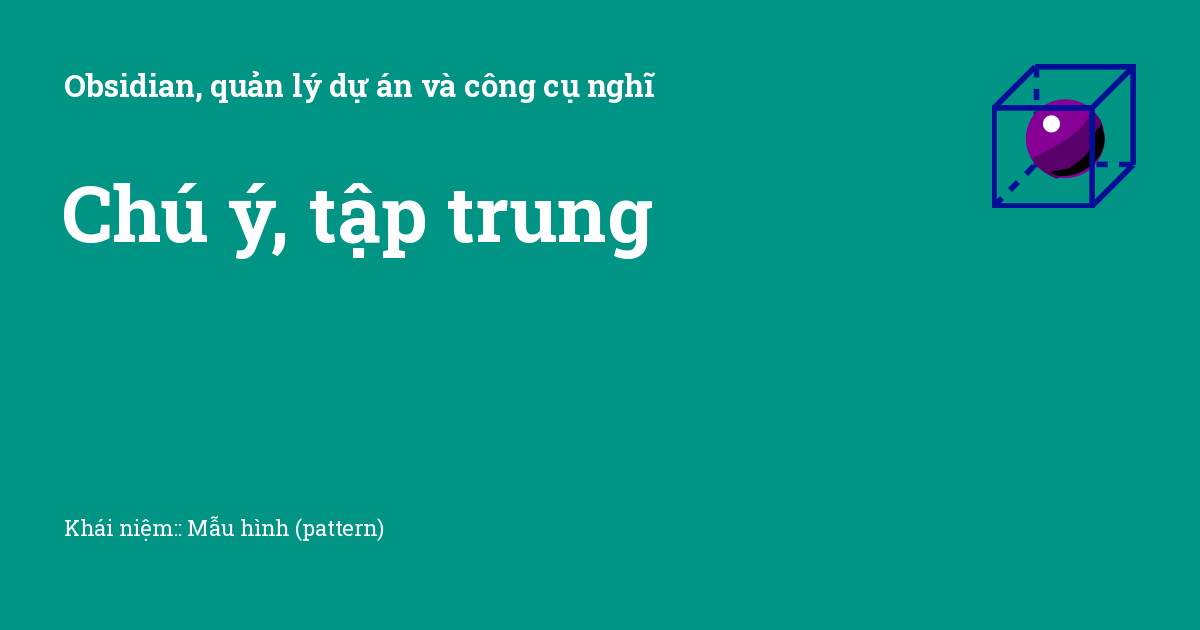 Obsidian, quản lý dự án và công cụ nghĩ
Chú ý, tập trung
Khái niệm:: Mẫu hình (pattern)